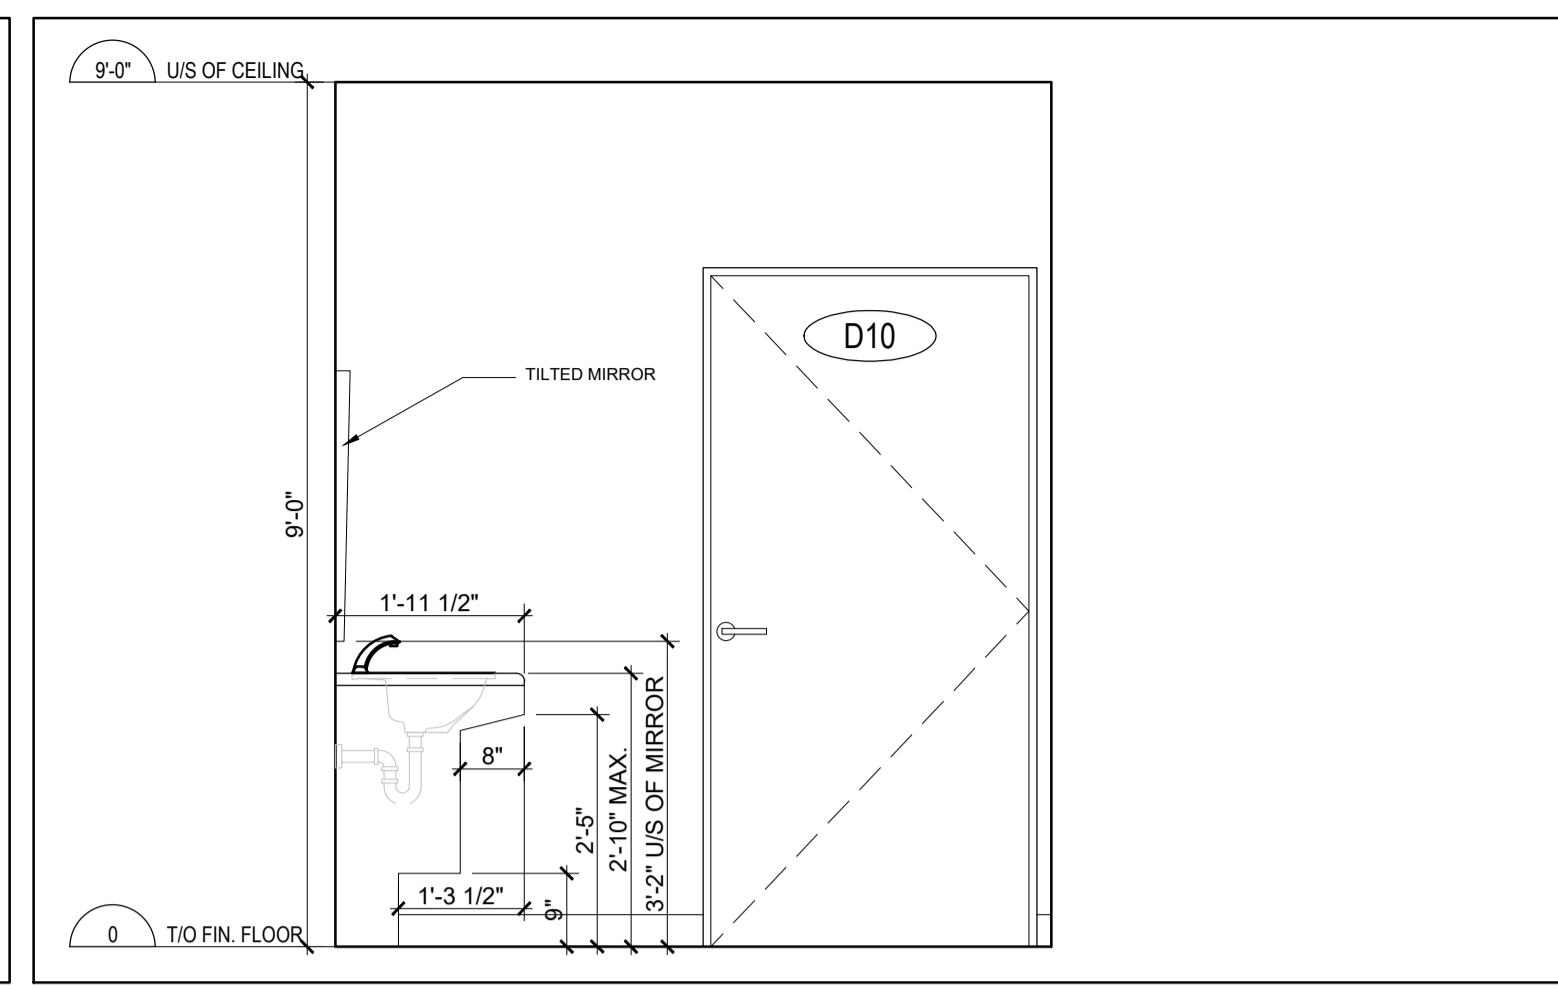 9'-0" U/S OF CEILING
D10
TILTED MIRROR
9'-0"
1'-11 1/2"
8"
2'-5"
2'-10" MAX.
3'-2" U/S OF MIRROR
1'-3 1/2"
9"
0 T/O FIN. FLOOR